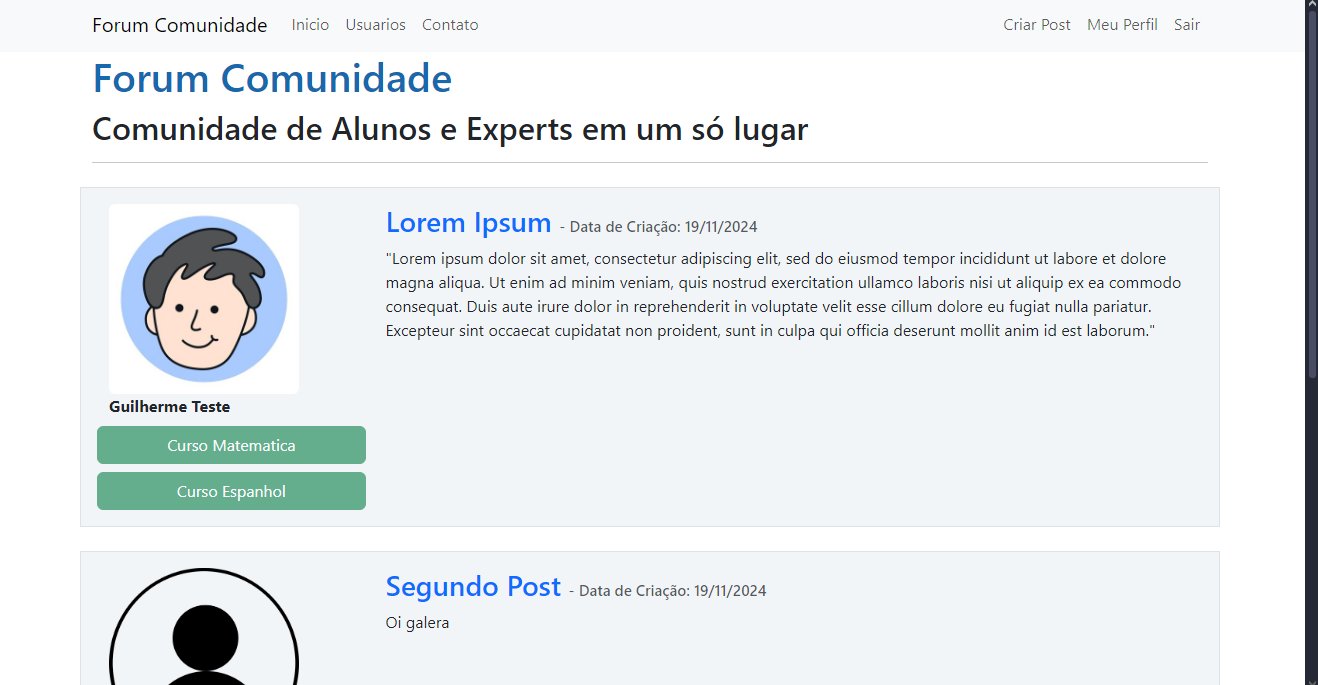 Forum Comunidade Inicio Usuarios Contato Criar Post Meu Perfil Sair
Forum Comunidade
Comunidade de Alunos e Experts em um só lugar
Lorem Ipsum - Data de Criação: 19/11/2024
"Lorem ipsum dolor sit amet, consectetur adipiscing elit, sed do eiusmod tempor incididunt ut labore et dolore
magna aliqua. Ut enim ad minim veniam, quis nostrud exercitation ullamco laboris nisi ut aliquip ex ea commodo
consequat. Duis aute irure dolor in reprehenderit in voluptate velit esse cillum dolore eu fugiat nulla pariatur.
Excepteur sint occaecat cupidatat non proident, sunt in culpa qui officia deserunt mollit anim id est laborum."
Guilherme Teste
Curso Matematica
Curso Espanhol
Segundo Post - Data de Criação: 19/11/2024
Oi galera